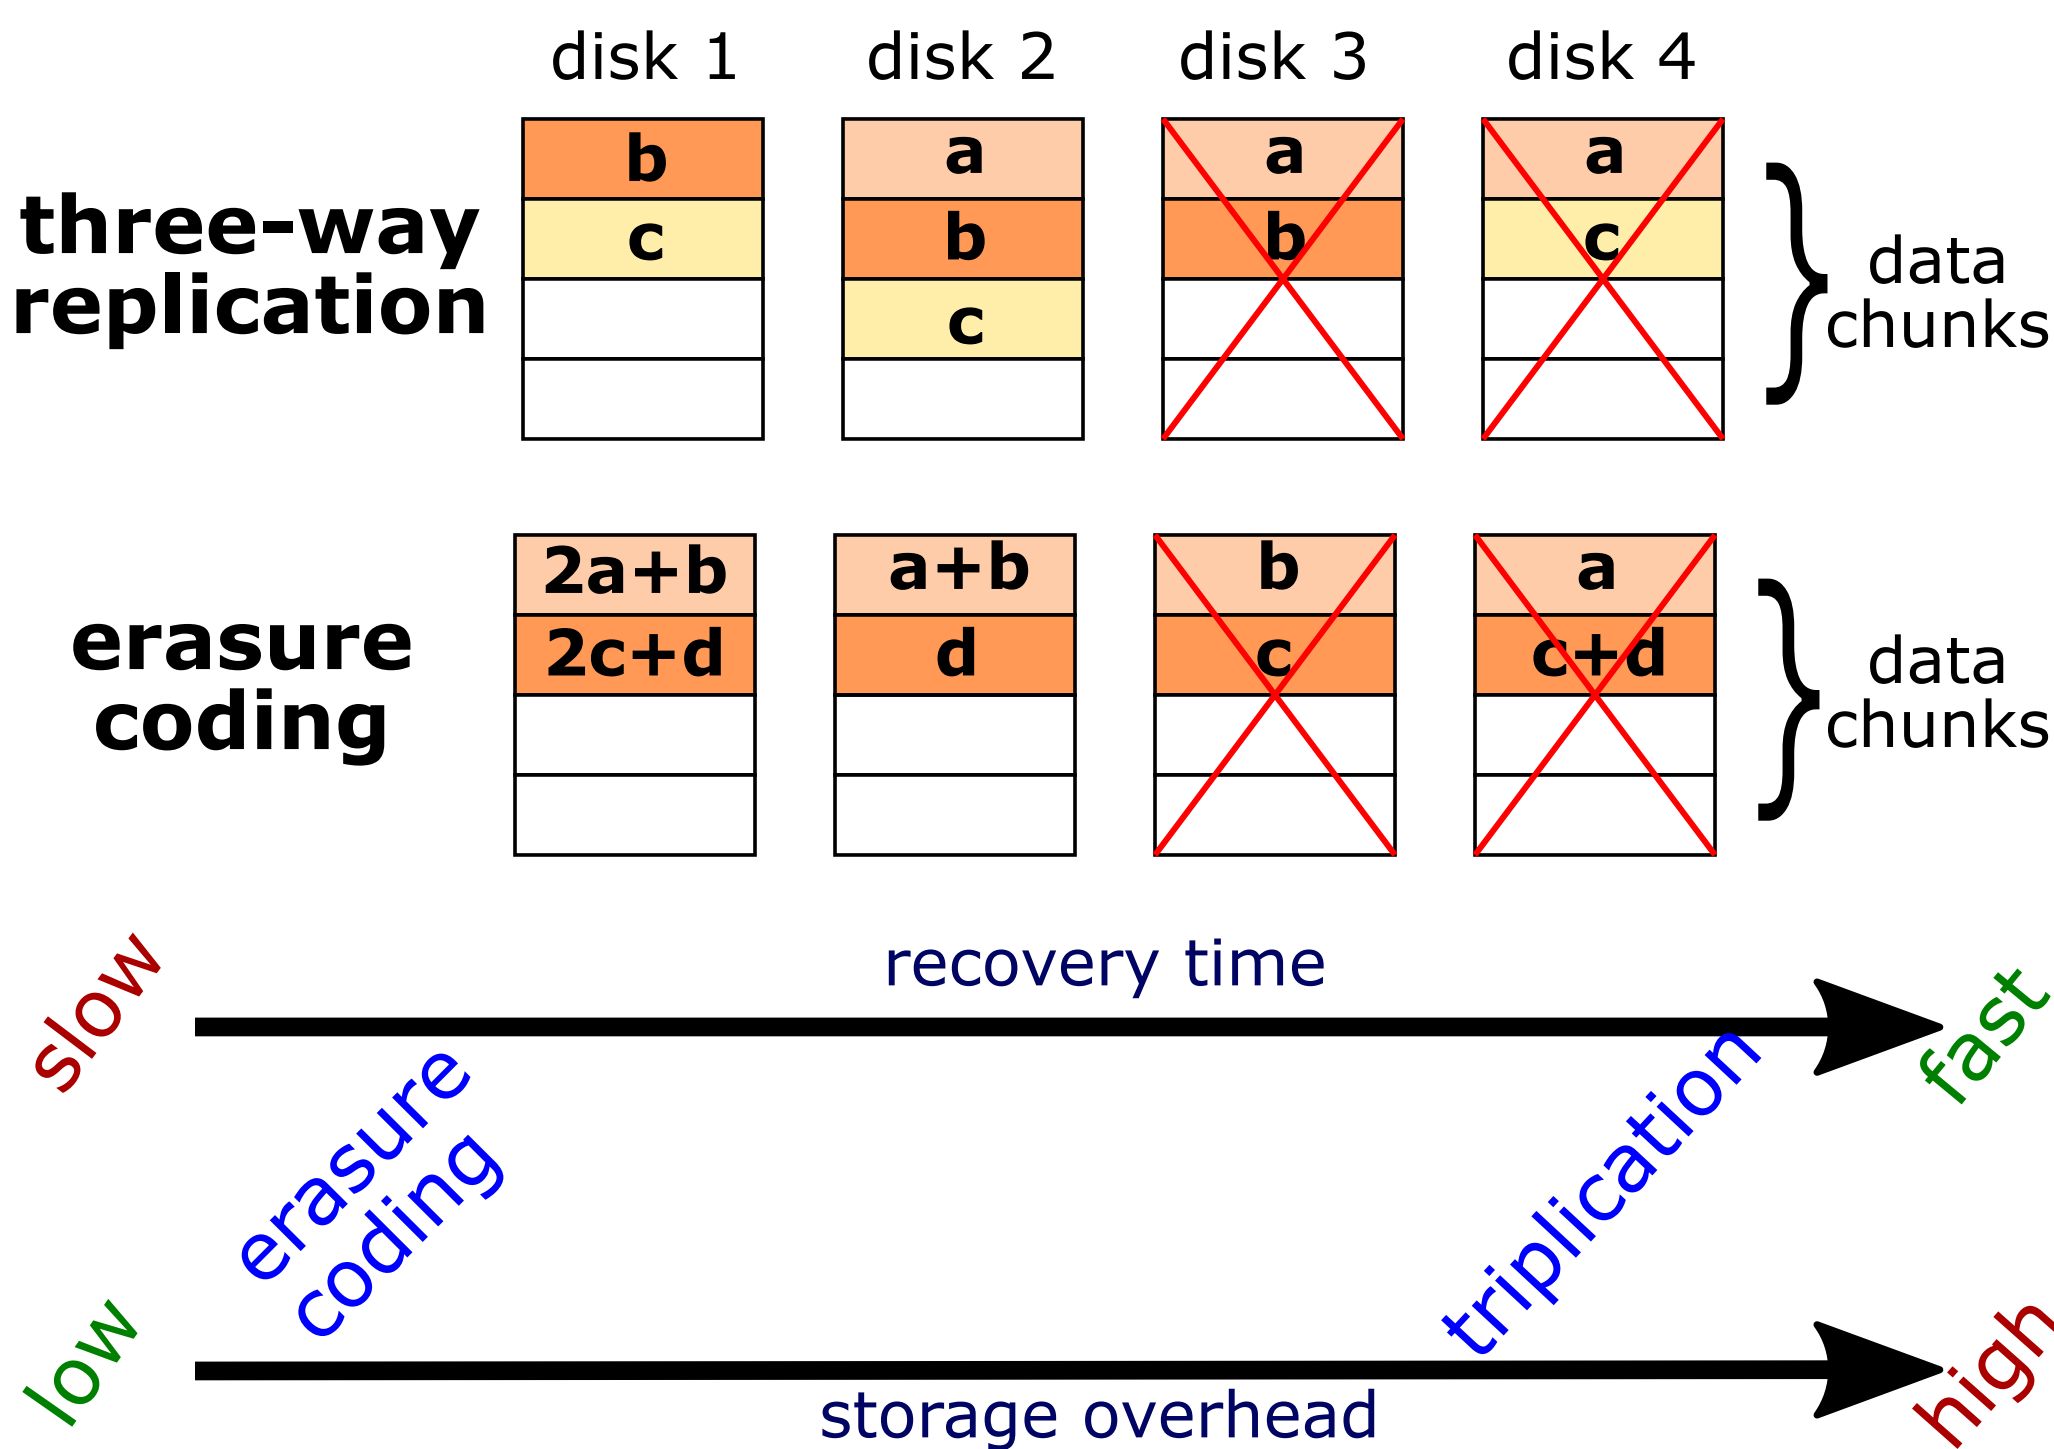 disk 1 disk 2 disk 3 disk 4
three-way
replication
b a a a
c b b c
c
data
chunks
erasure
coding
2a+b a+b b a
2c+d d c c+d
data
chunks
recovery time
slow
fast
erasure
coding
triplication
low
high
storage overhead